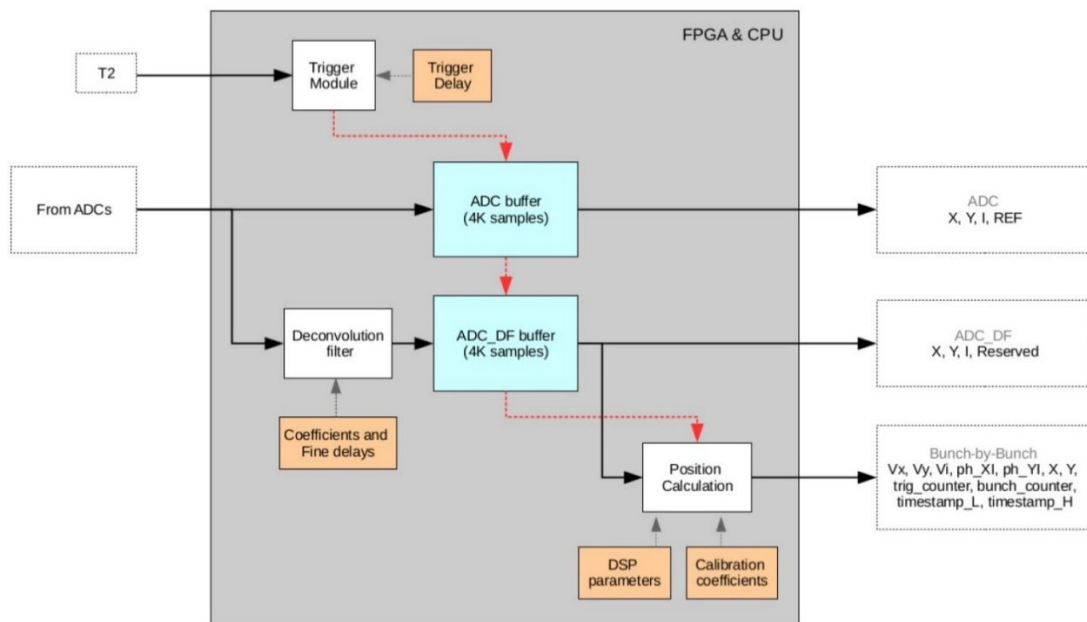 FPGA & CPU
T2
Trigger
Module
Trigger
Delay
From ADCs
ADC buffer
(4K samples)
ADC
X, Y, I, REF
Deconvolution
filter
ADC_DF buffer
(4K samples)
ADC_DF
X, Y, I, Reserved
Coefficients and
Fine delays
Position
Calculation
Bunch-by-Bunch
Vx, Vy, Vi, ph_XI, ph_YI, X, Y,
trig_counter, bunch_counter,
timestamp_L, timestamp_H
DSP
parameters
Calibration
coefficients